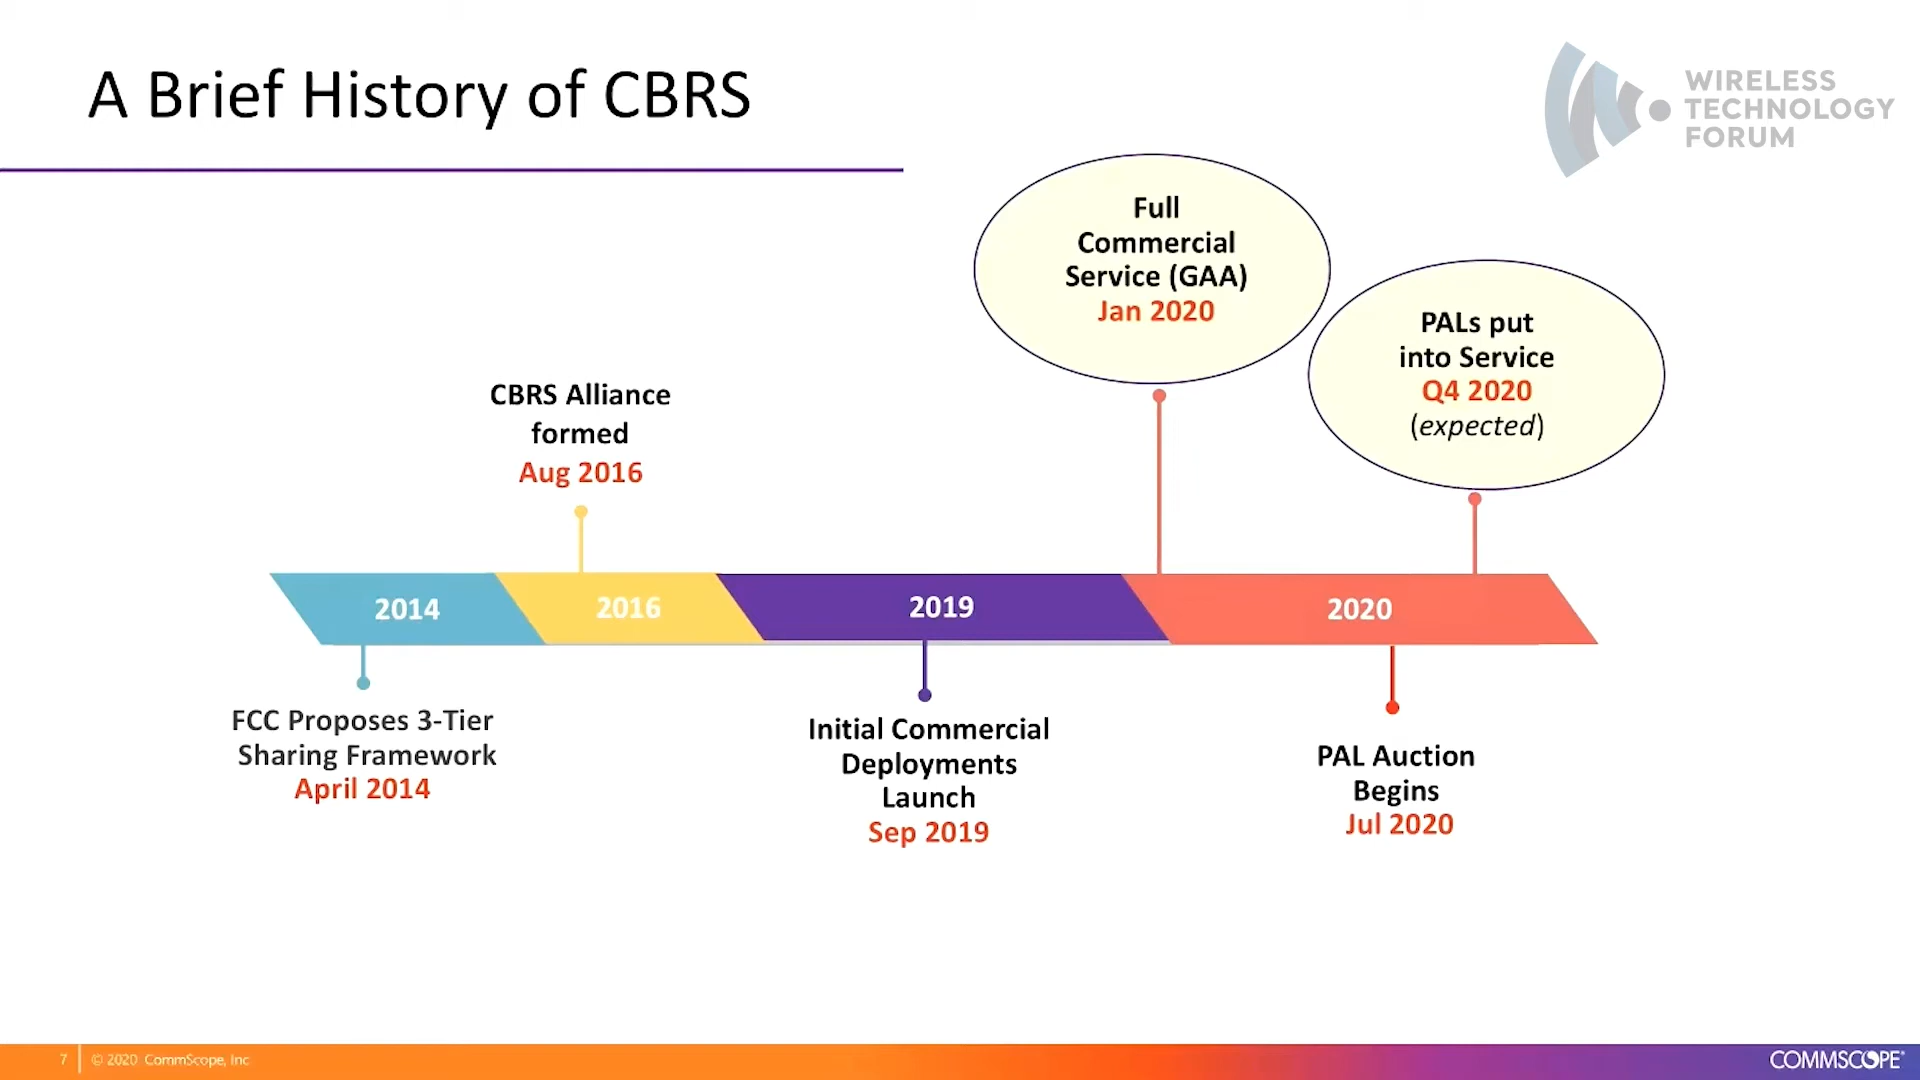 A Brief History of CBRS
WIRELESS
TECHNOLOGY
FORUM
Full
Commercial
Service (GAA)
Jan 2020
PALs put
into Service
Q4 2020
(expected)
CBRS Alliance
formed
Aug 2016
2014
2016
2019
2020
FCC Proposes 3-Tier
Sharing Framework
April 2014
Initial Commercial
Deployments
Launch
Sep 2019
PAL Auction
Begins
Jul 2020
7
© 2020 CommScope, Inc
COMMSCOPE®